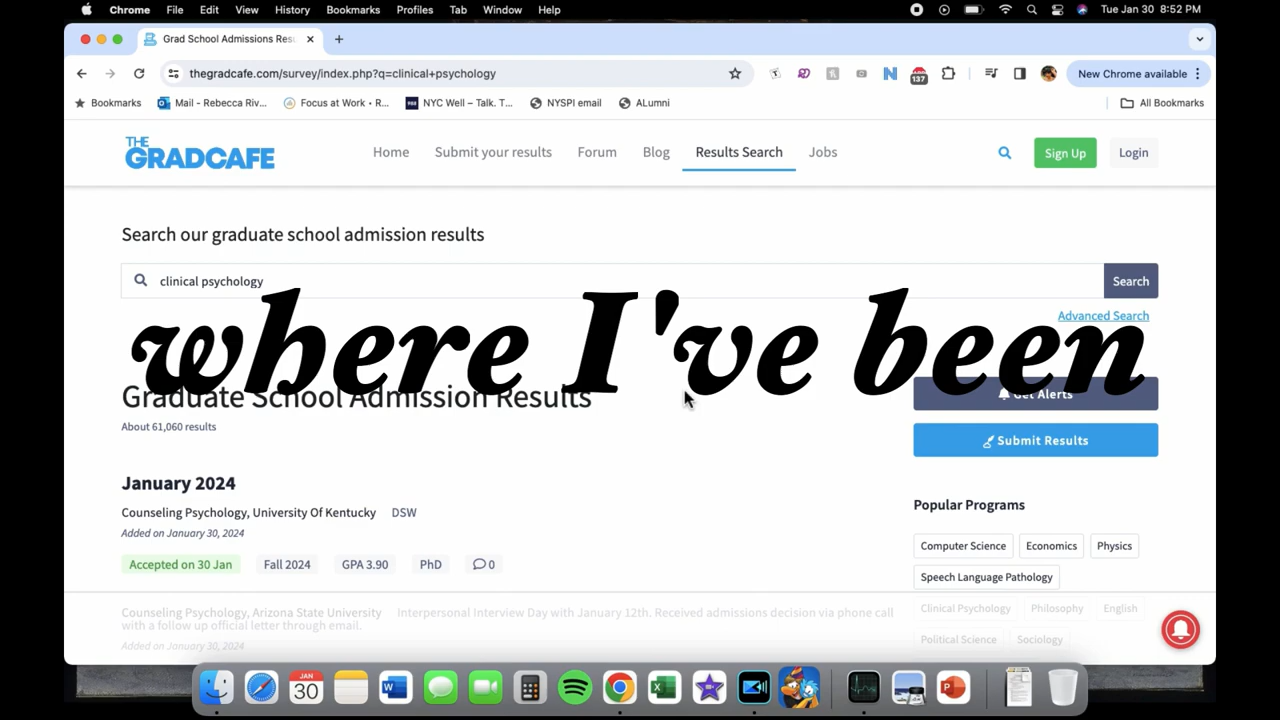 Chrome File Edit View History Bookmarks Profiles Tab Window Help Tue Jan 30 8:52 PM
Grad School Admissions Resu
thegradcafe.com/survey/index.php?q=clinical+psychology 137 New Chrome available
Bookmarks Mail - Rebecca Riv... Focus at Work • R... NYC Well – Talk. T... NYSPI email ALumni All Bookmarks
THE
GRADCAFE
Home Submit your results Forum Blog Results Search Jobs Sign Up Login
Search our graduate school admission results
clinical psychology Search
Advanced Search
where I've been
Graduate School Admission Results
Get Alerts
About 61,060 results
Submit Results
January 2024
Popular Programs
Counseling Psychology, University Of Kentucky DSW
Added on January 30, 2024
Computer Science Economics Physics
Accepted on 30 Jan Fall 2024 GPA 3.90 PhD 0
Speech Language Pathology
Counseling Psychology, Arizona State University Interpersonal Interview Day with January 12th. Received admissions decision via phone call
with a follow up official letter through email.
Clinical Psychology Philosophy English
Added on January 30, 2024
Political Science Sociology
JAN
30